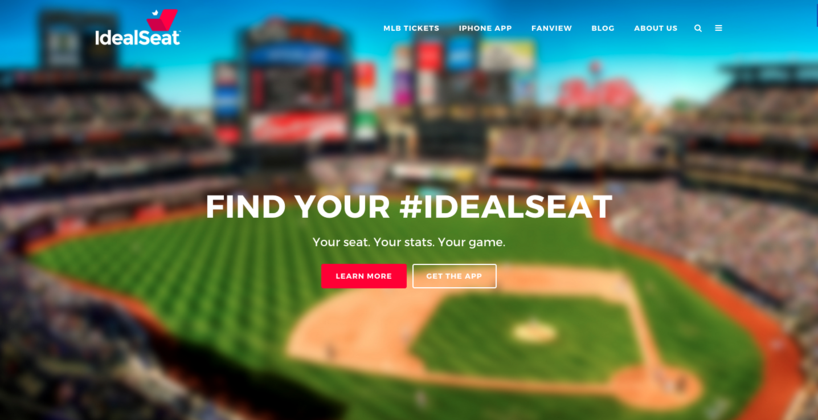 IdealSeat
MLB TICKETS IPHONE APP FANVIEW BLOG ABOUT US
FIND YOUR #IDEALSEAT
Your seat. Your stats. Your game.
LEARN MORE GET THE APP